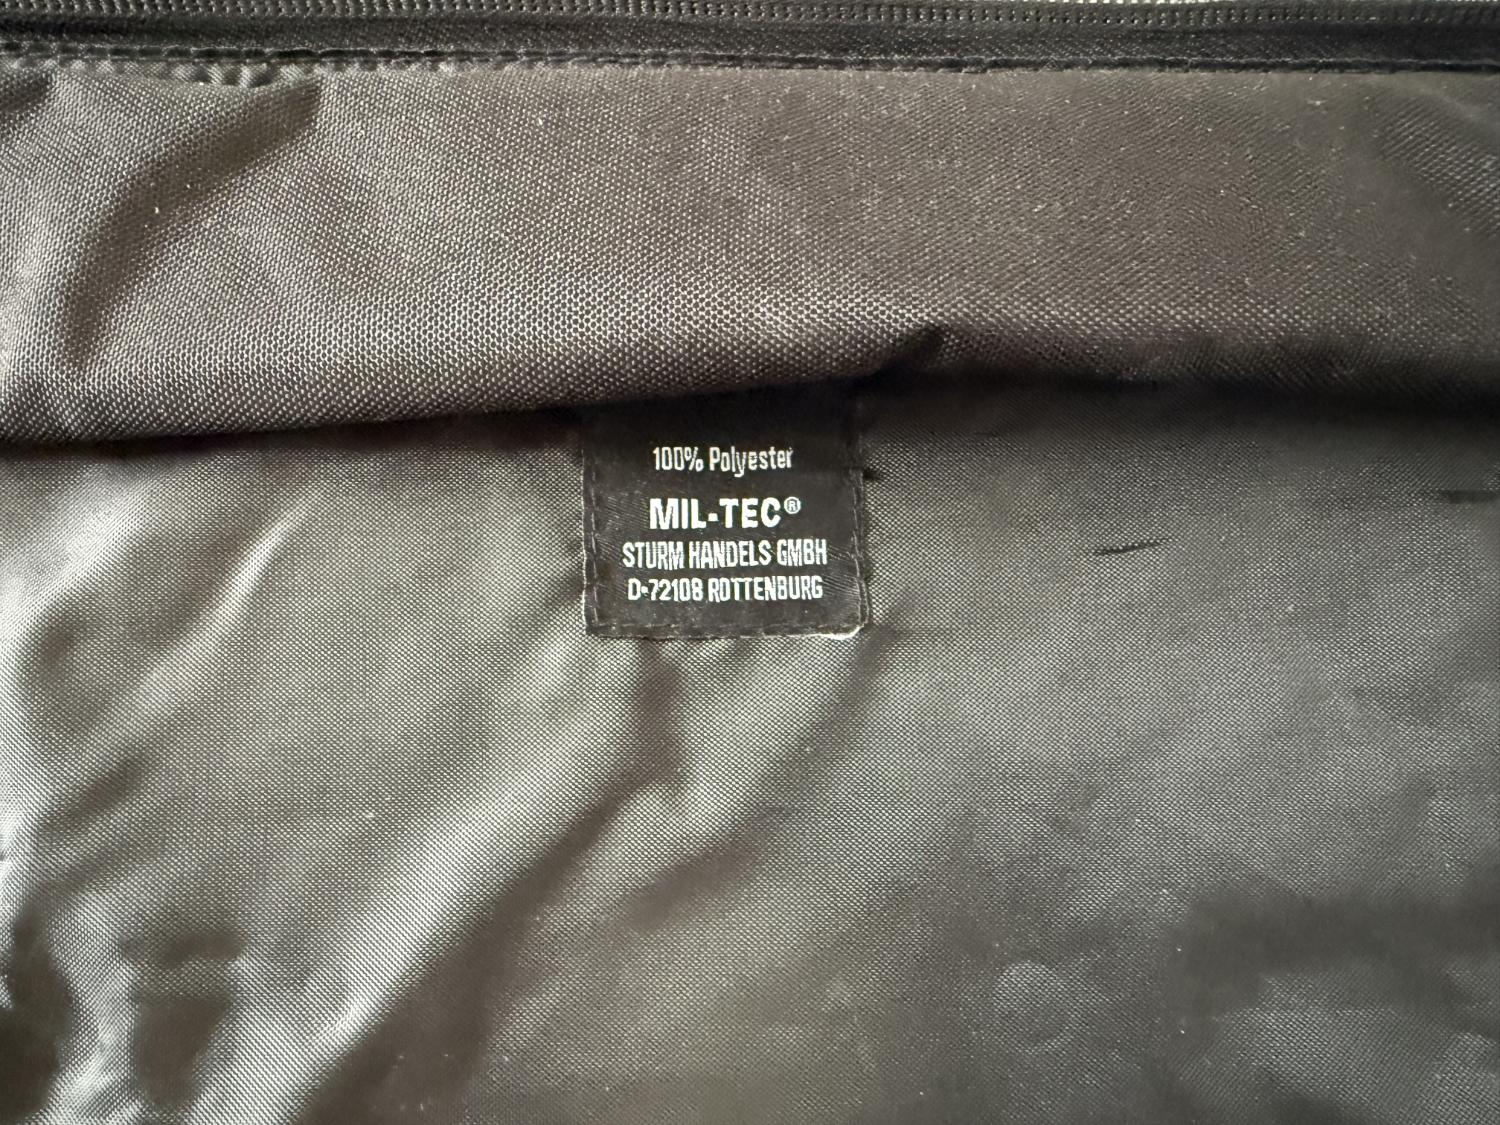 100% Polyester
MIL-TEC®
STURM HANDELS GMBH
D-72108 ROTTENBURG